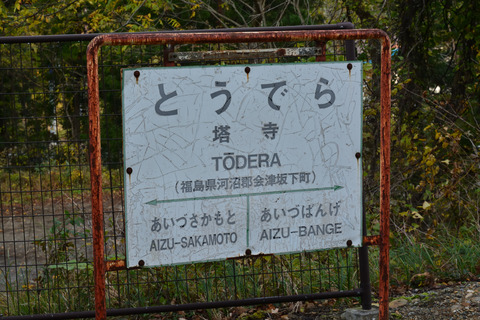 とうでら
塔寺
TŌDERA
(福島県河沼郡会津坂下町)
あいづさかもと あいづばんげ
AIZU-SAKAMOTO AIZU-BANGE